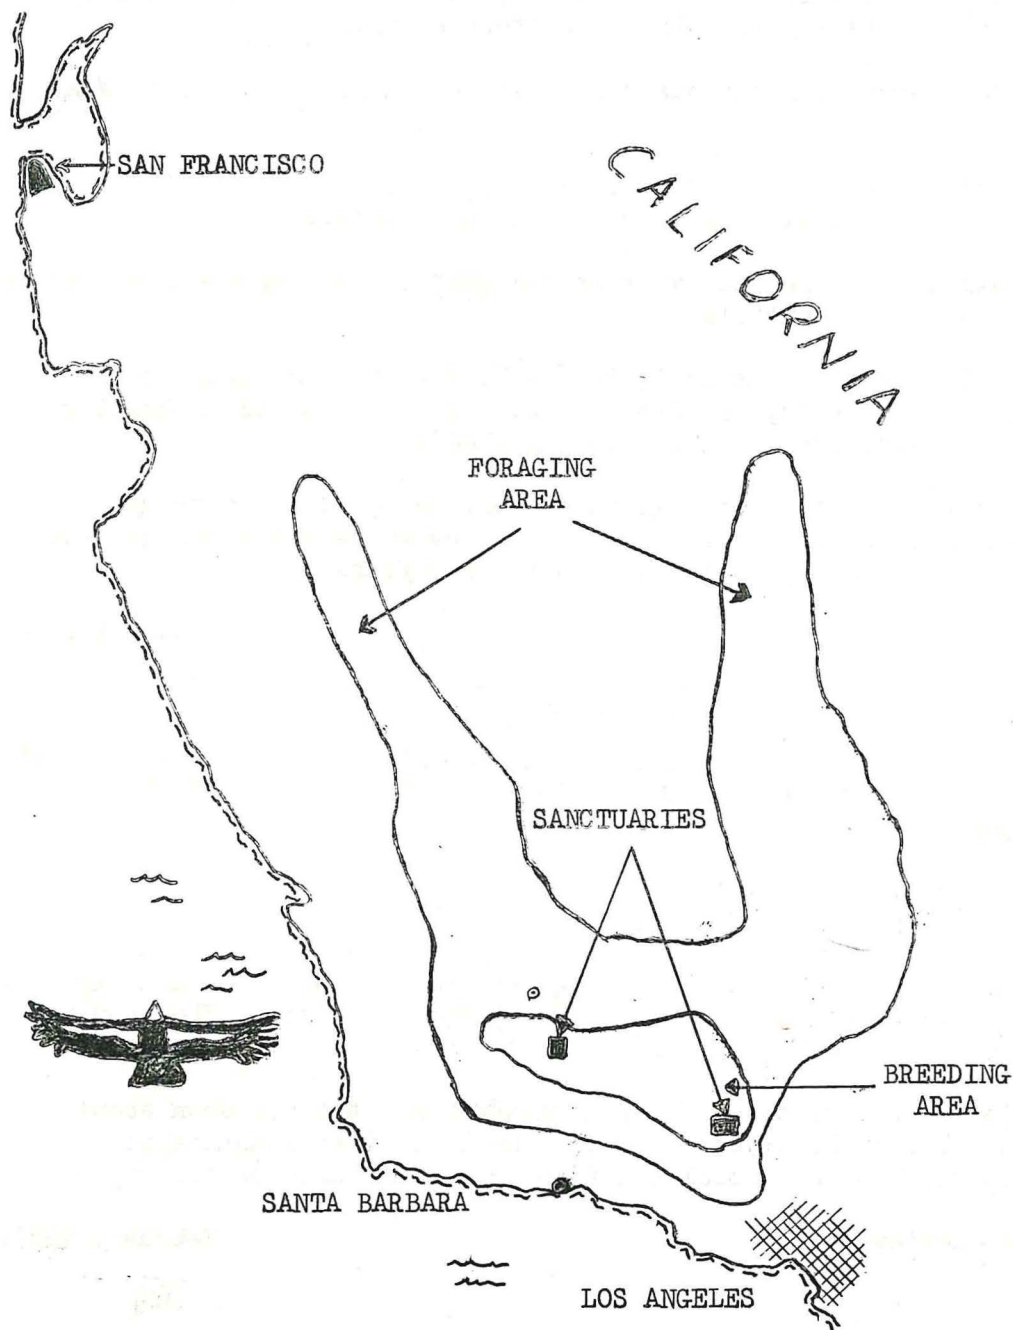 SAN FRANCISCO
CALIFORNIA
FORAGING
AREA
SANCTUARIES
BREEDING
AREA
SANTA BARBARA
LOS ANGELES